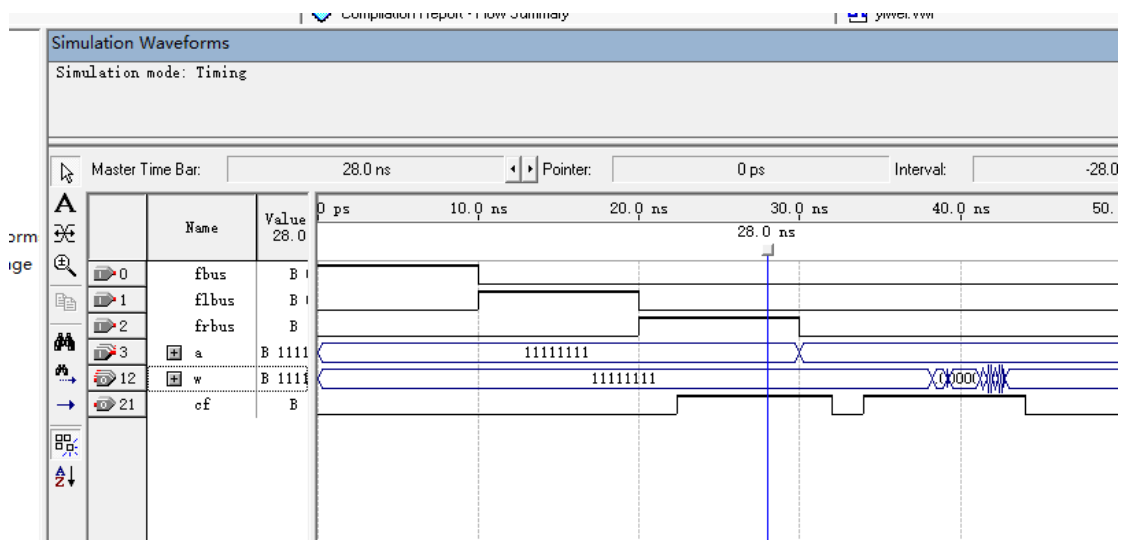 Compilation Report - Flow Summary
yiwei.vwf
Simulation Waveforms
Simulation mode: Timing
Master Time Bar: 28.0 ns Pointer: 0 ps Interval: -28.0
Name Value 28.0
0 ps 10.0 ns 20.0 ns 30.0 ns 40.0 ns 50.
28.0 ns
orm
ge
0 fbus B
1 flbus B
2 frbus B
3 a B 1111 11111111
12 w B 1111 11111111
21 cf B